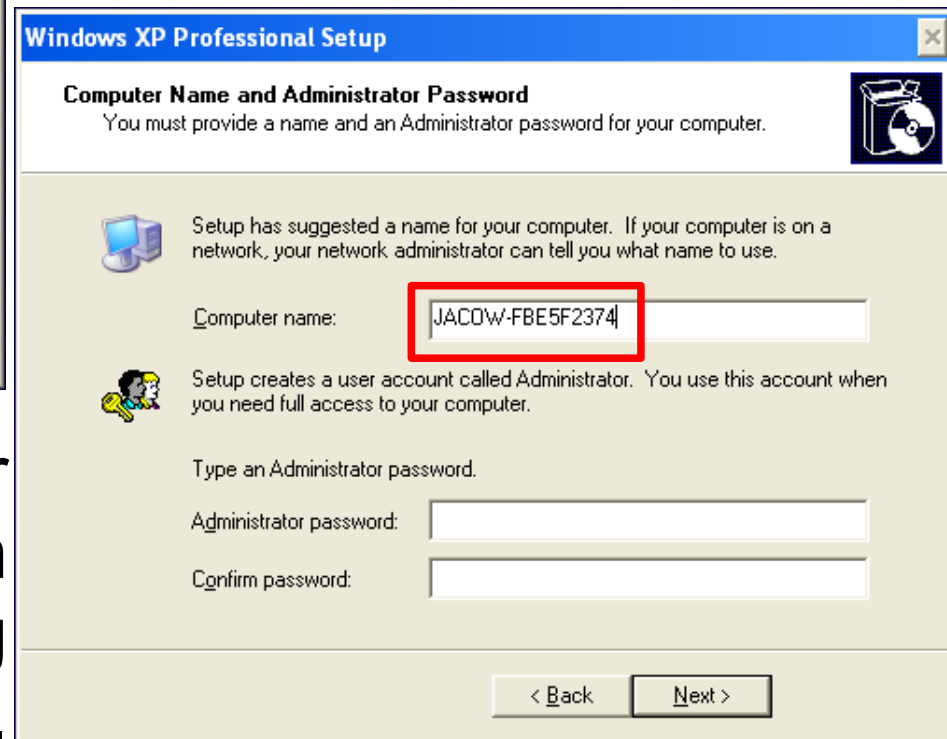 Windows XP Professional Setup
Computer Name and Administrator Password
You must provide a name and an Administrator password for your computer.
Setup has suggested a name for your computer. If your computer is on a
network, your network administrator can tell you what name to use.
Computer name:
JACOW-FBE5F2374
Setup creates a user account called Administrator. You use this account when
you need full access to your computer.
Type an Administrator password.
Administrator password:
Confirm password:
< Back
Next >